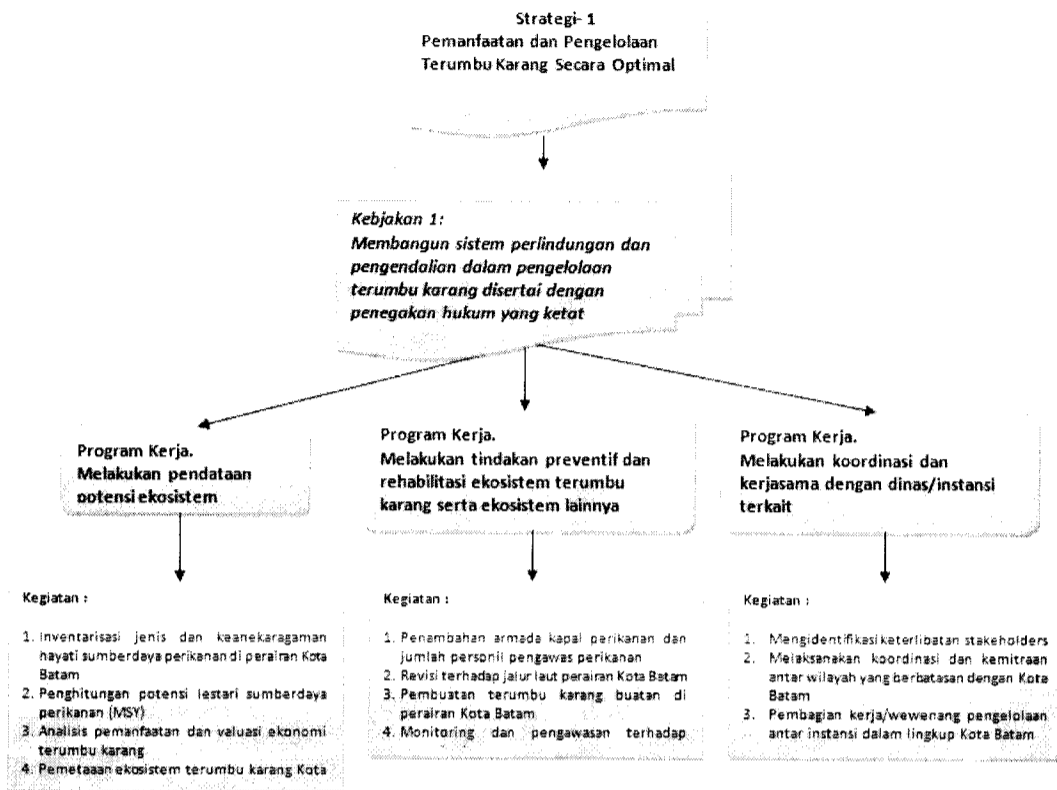 Strategi- 1
Pemanfaatan dan Pengelolaan
Terumbu Karang Secara Optimal
Kebjakan 1:
Membangun sistem perlindungan dan
pengendalian dalam pengelolaan
terumbu karang disertai dengan
penegakan hukum yang ketat
Program Kerja.
Melakukan pendataan
potensi ekosistem
Program Kerja.
Melakukan tindakan preventif dan
rehabilitasi ekosistem terumbu
karang serta ekosistem lainnya
Program Kerja.
Melakukan koordinasi dan
kerjasama dengan dinas/instansi
terkait
Kegiatan :
1. Inventarisasi jenis dan keanekaragaman
hayati sumberdaya perikanan di perairan Kota
Batam
2. Penghitungan potensi lestari sumberdaya
perikanan (MSY)
3. Analisis pemanfaatan dan valuasi ekonomi
terumbu karang
4. Pemetaaan ekosistem terumbu karang Kota
Kegiatan :
1. Penambahan armada kapal perikanan dan
jumlah personil pengawas perikanan
2. Revisi terhadap jalur laut perairan Kota Batam
3. Pembuatan terumbu karang buatan di
perairan Kota Batam
4. Monitoring dan pengawasan terhadap
Kegiatan :
1. Mengidentifikasi keterlibatan stakeholders
2. Melaksanakan koordinasi dan kemitraan
antar wilayah yang berbatasan dengan Kota
Batam
3. Pembagian kerja/wewenang pengelolaan
antar instansi dalam lingkup Kota Batam